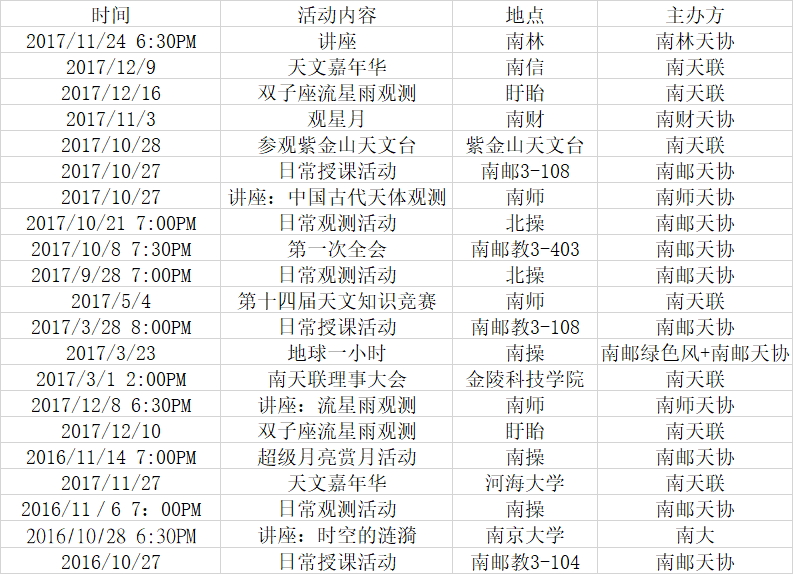 时间 活动内容 地点 主办方
2017/11/24 6:30PM 讲座 南林 南林天协
2017/12/9 天文嘉年华 南信 南天联
2017/12/16 双子座流星雨观测 盱眙 南天联
2017/11/3 观星月 南财 南财天协
2017/10/28 参观紫金山天文台 紫金山天文台 南天联
2017/10/27 日常授课活动 南邮3-108 南邮天协
2017/10/27 讲座：中国古代天体观测 南师 南师天协
2017/10/21 7:00PM 日常观测活动 北操 南邮天协
2017/10/8 7:30PM 第一次全会 南邮教3-403 南邮天协
2017/9/28 7:00PM 日常观测活动 北操 南邮天协
2017/5/4 第十四届天文知识竞赛 南师 南天联
2017/3/28 8:00PM 日常授课活动 南邮教3-108 南邮天协
2017/3/23 地球一小时 南操 南邮绿色风+南邮天协
2017/3/1 2:00PM 南天联理事大会 金陵科技学院 南天联
2017/12/8 6:30PM 讲座：流星雨观测 南师 南师天协
2017/12/10 双子座流星雨观测 盱眙 南天联
2016/11/14 7:00PM 超级月亮赏月活动 南操 南邮天协
2017/11/27 天文嘉年华 河海大学 南天联
2016/11／6 7：00PM 日常观测活动 南操 南邮天协
2016/10/28 6:30PM 讲座：时空的涟漪 南京大学 南大
2016/10/27 日常授课活动 南邮教3-104 南邮天协